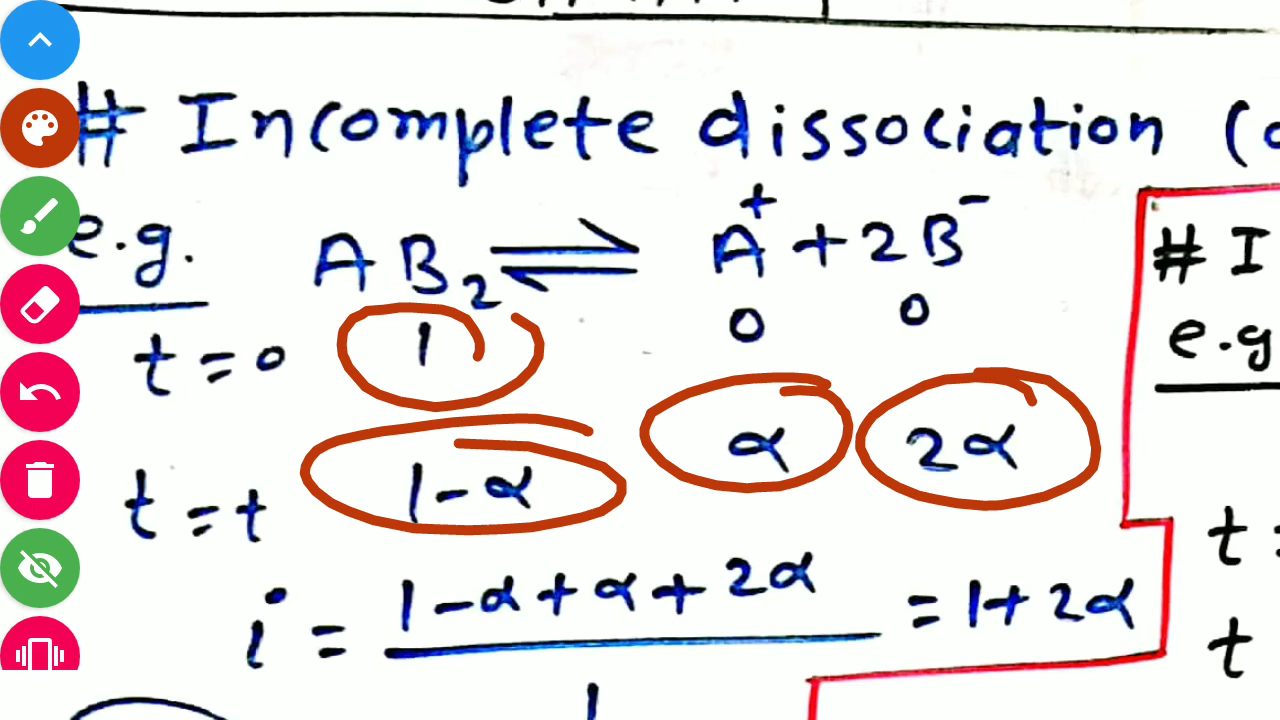 # Incomplete dissociation (
e.g. AB₂ ⇌ A⁺ + 2B⁻
t=0 1 0 0
t=t 1-α α 2α
i = 1-α+α+2α / 1 = 1+2α
# I
e.g
t
t